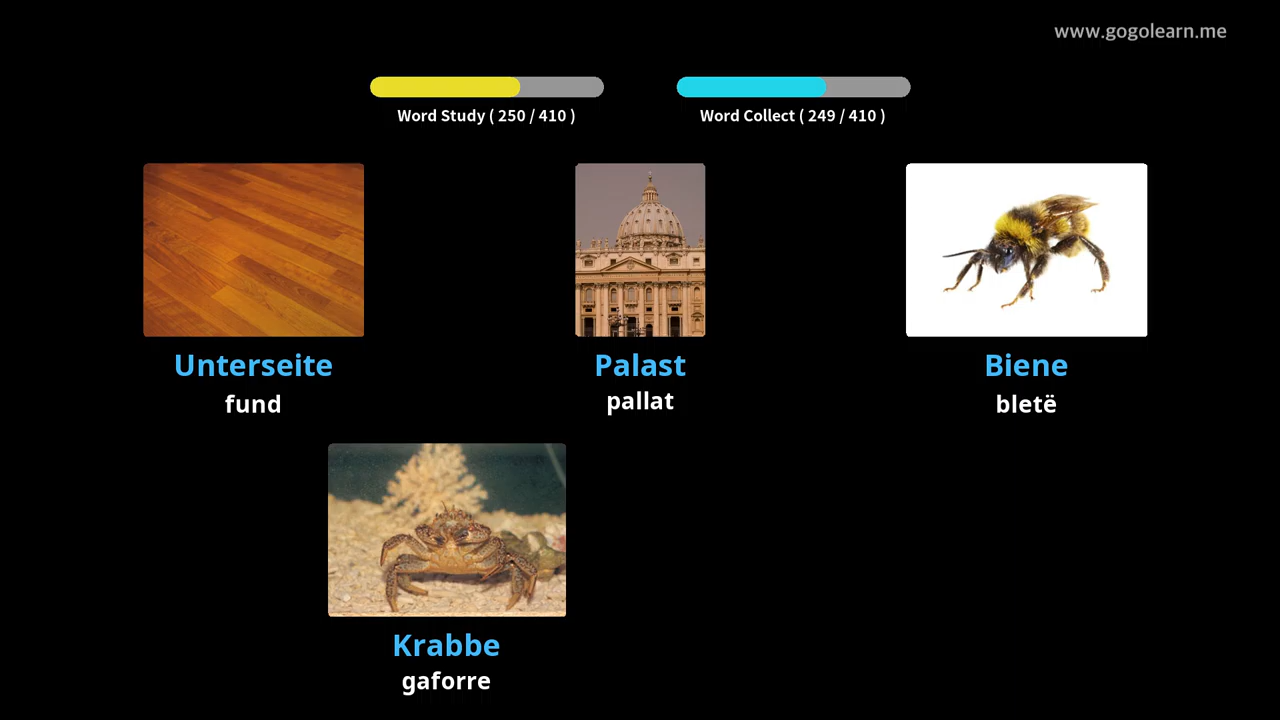 www.gogolearn.me
Word Study ( 250 / 410 )
Word Collect ( 249 / 410 )
Unterseite
fund
Palast
pallat
Biene
bletë
Krabbe
gaforre